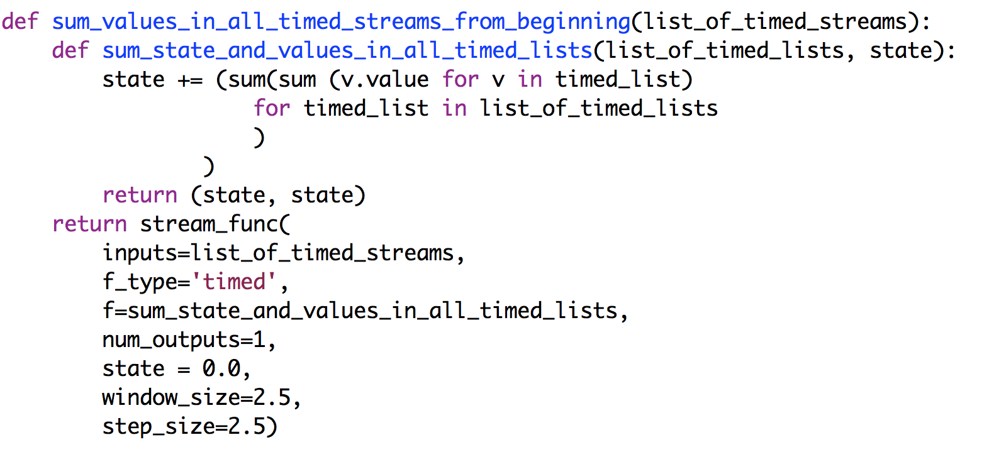 def sum_values_in_all_timed_streams_from_beginning(list_of_timed_streams):
    def sum_state_and_values_in_all_timed_lists(list_of_timed_lists, state):
        state += (sum(sum (v.value for v in timed_list)
                    for timed_list in list_of_timed_lists
                    )
                )
        return (state, state)
    return stream_func(
        inputs=list_of_timed_streams,
        f_type='timed',
        f=sum_state_and_values_in_all_timed_lists,
        num_outputs=1,
        state = 0.0,
        window_size=2.5,
        step_size=2.5)